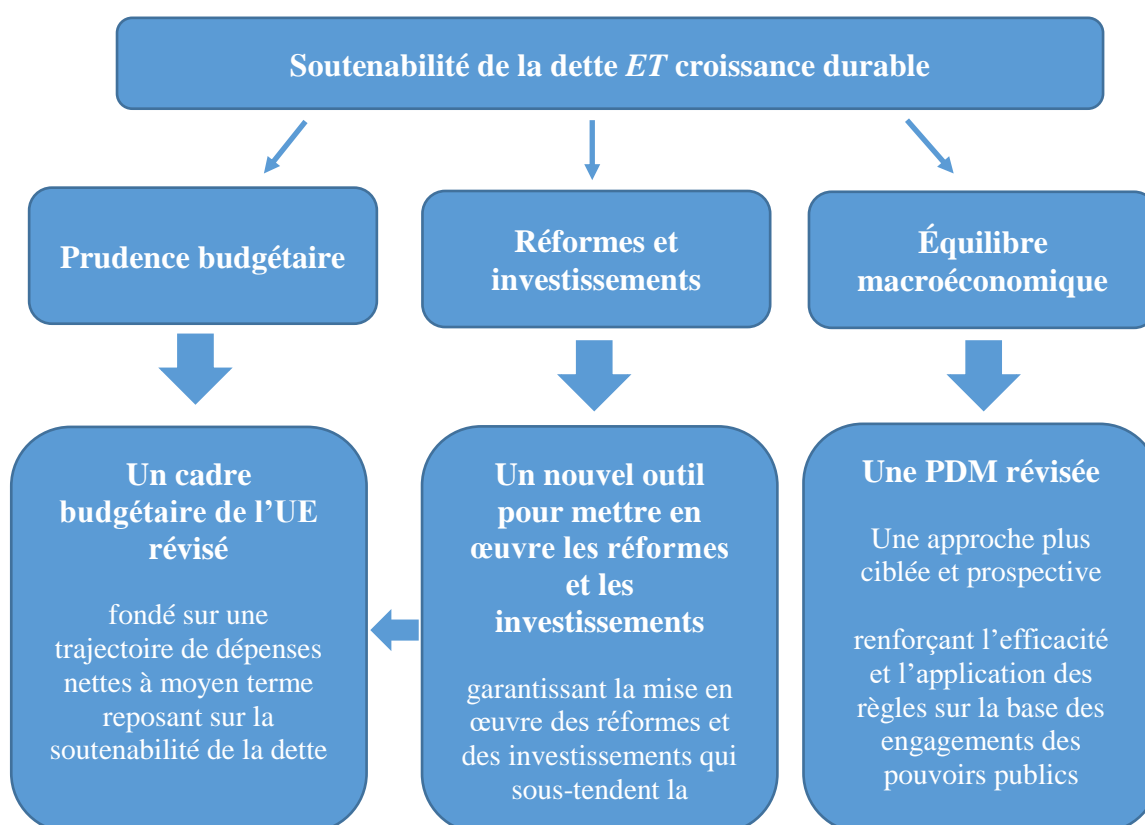 Soutenabilité de la dette ET croissance durable
Prudence budgétaire
Réformes et
investissements
Équilibre
macroéconomique
Un cadre
budgétaire de l’UE
révisé
fondé sur une
trajectoire de dépenses
nettes à moyen terme
reposant sur la
soutenabilité de la dette
Un nouvel outil
pour mettre en
œuvre les réformes
et les
investissements
garantissant la mise en
œuvre des réformes et
des investissements qui
sous-tendent la
Une PDM révisée
Une approche plus
ciblée et prospective
renforçant l’efficacité
et l’application des
règles sur la base des
engagements des
pouvoirs publics